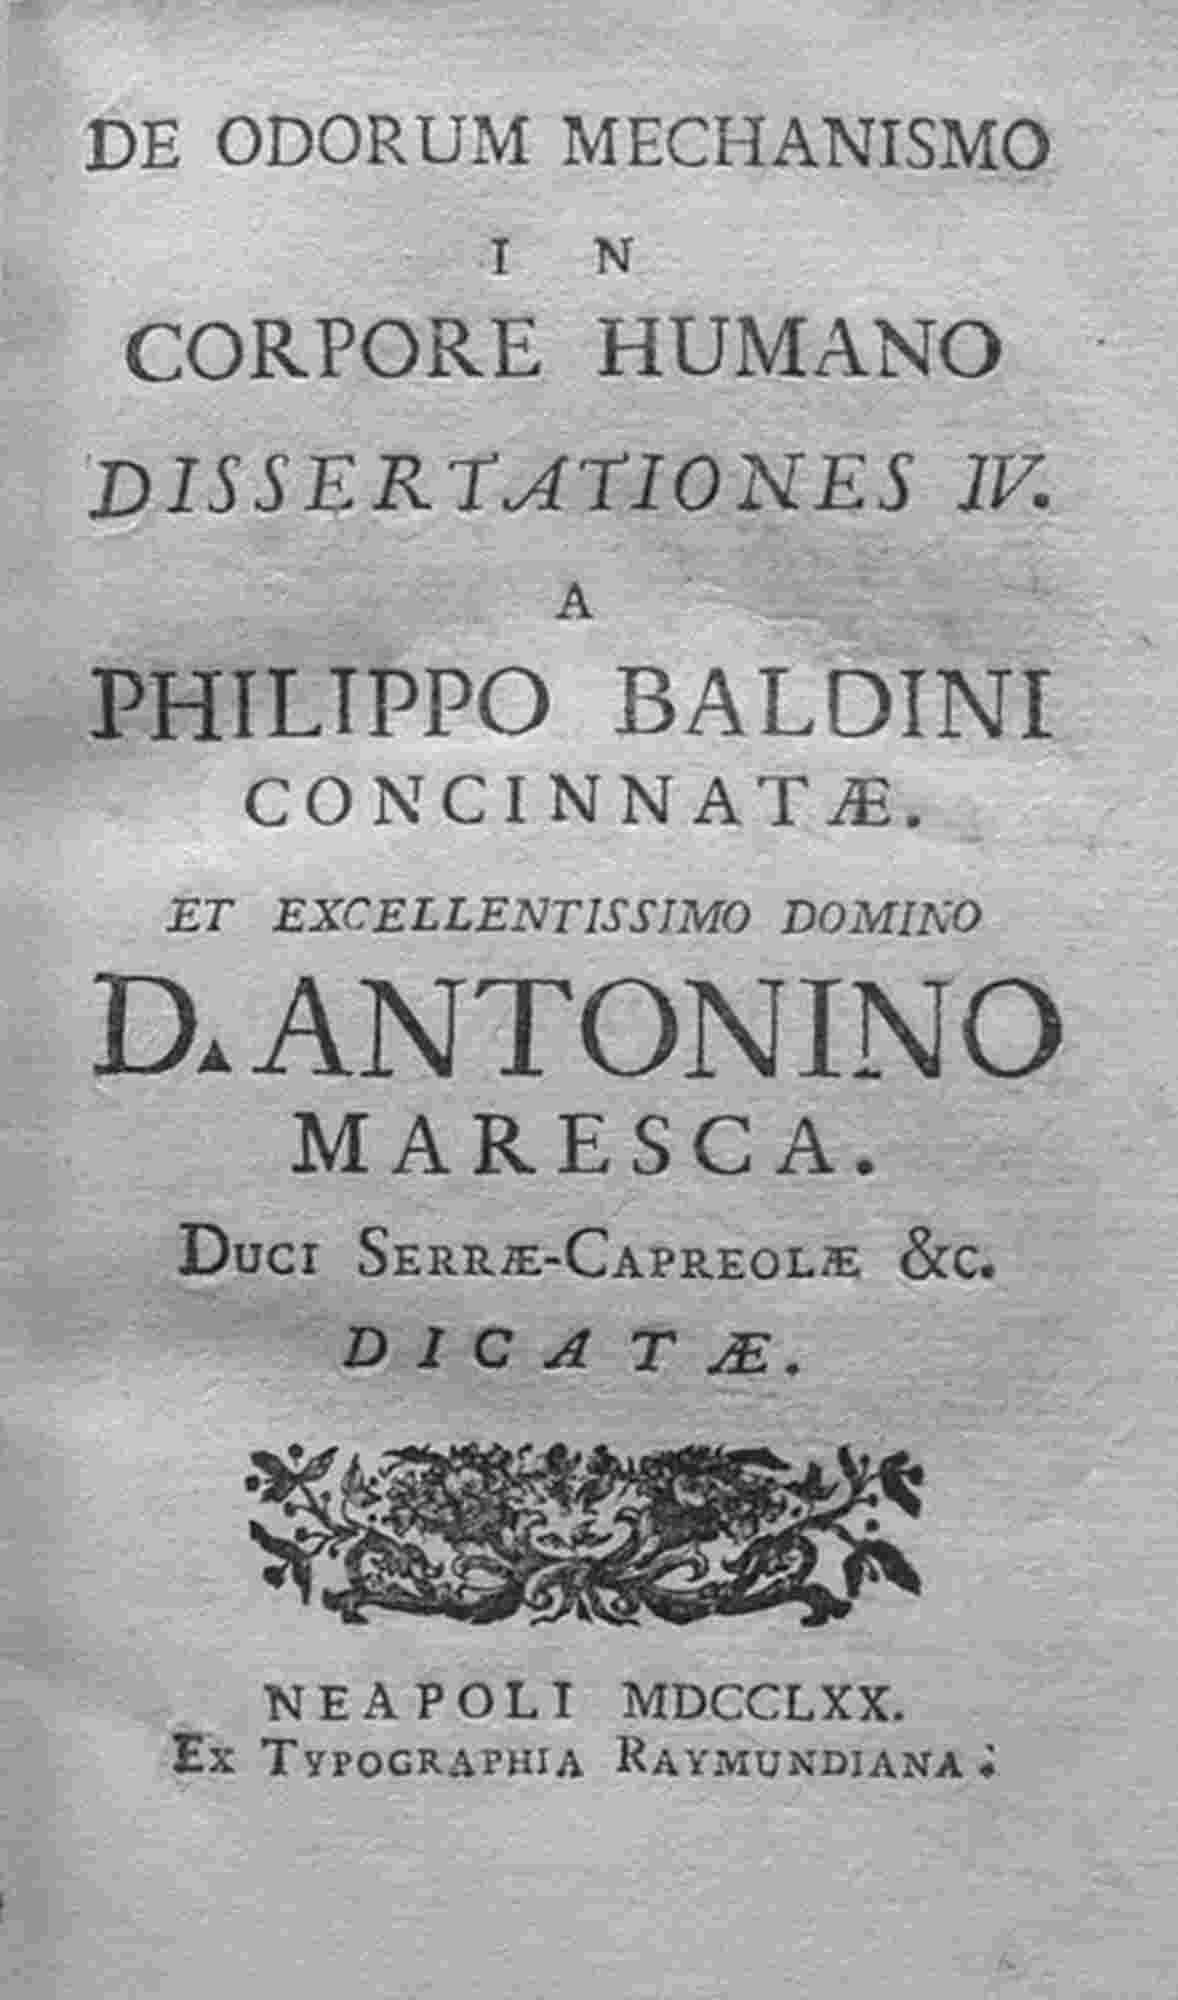 DE ODORUM MECHANISMO
IN
CORPORE HUMANO
DISSERTATIONES IV.
A
PHILIPPO BALDINI
CONCINNATÆ.
ET EXCELLENTISSIMO DOMINO
D. ANTONINO
MARESCA.
DUCI SERRÆ-CAPREOLÆ &C.
DICATÆ.
NEAPOLI MDCCLXX.
EX TYPOGRAPHIA RAYMUNDIANA.